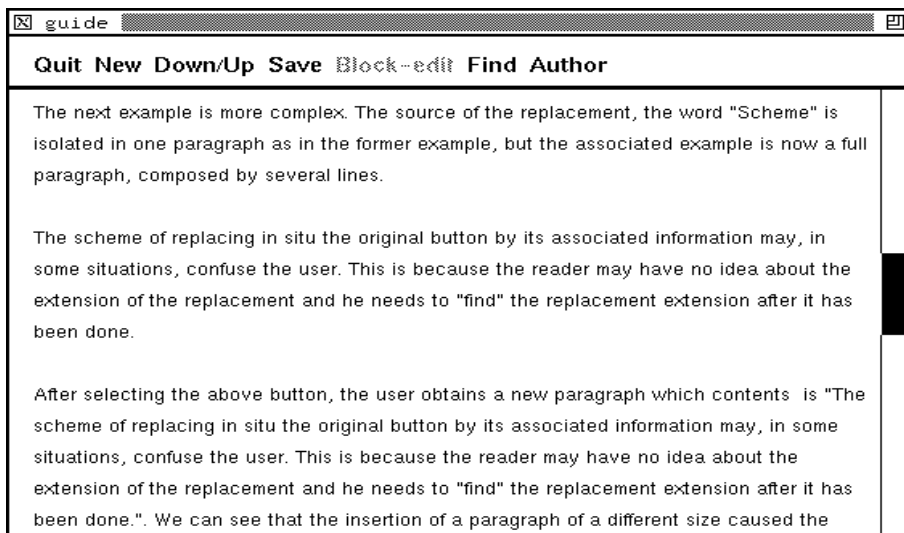 guide
Quit New Down/Up Save Block-edit Find Author
The next example is more complex. The source of the replacement, the word "Scheme" is
isolated in one paragraph as in the former example, but the associated example is now a full
paragraph, composed by several lines.
The scheme of replacing in situ the original button by its associated information may, in
some situations, confuse the user. This is because the reader may have no idea about the
extension of the replacement and he needs to "find" the replacement extension after it has
been done.
After selecting the above button, the user obtains a new paragraph which contents  is "The
scheme of replacing in situ the original button by its associated information may, in some
situations, confuse the user. This is because the reader may have no idea about the
extension of the replacement and he needs to "find" the replacement extension after it has
been done.". We can see that the insertion of a paragraph of a different size caused the